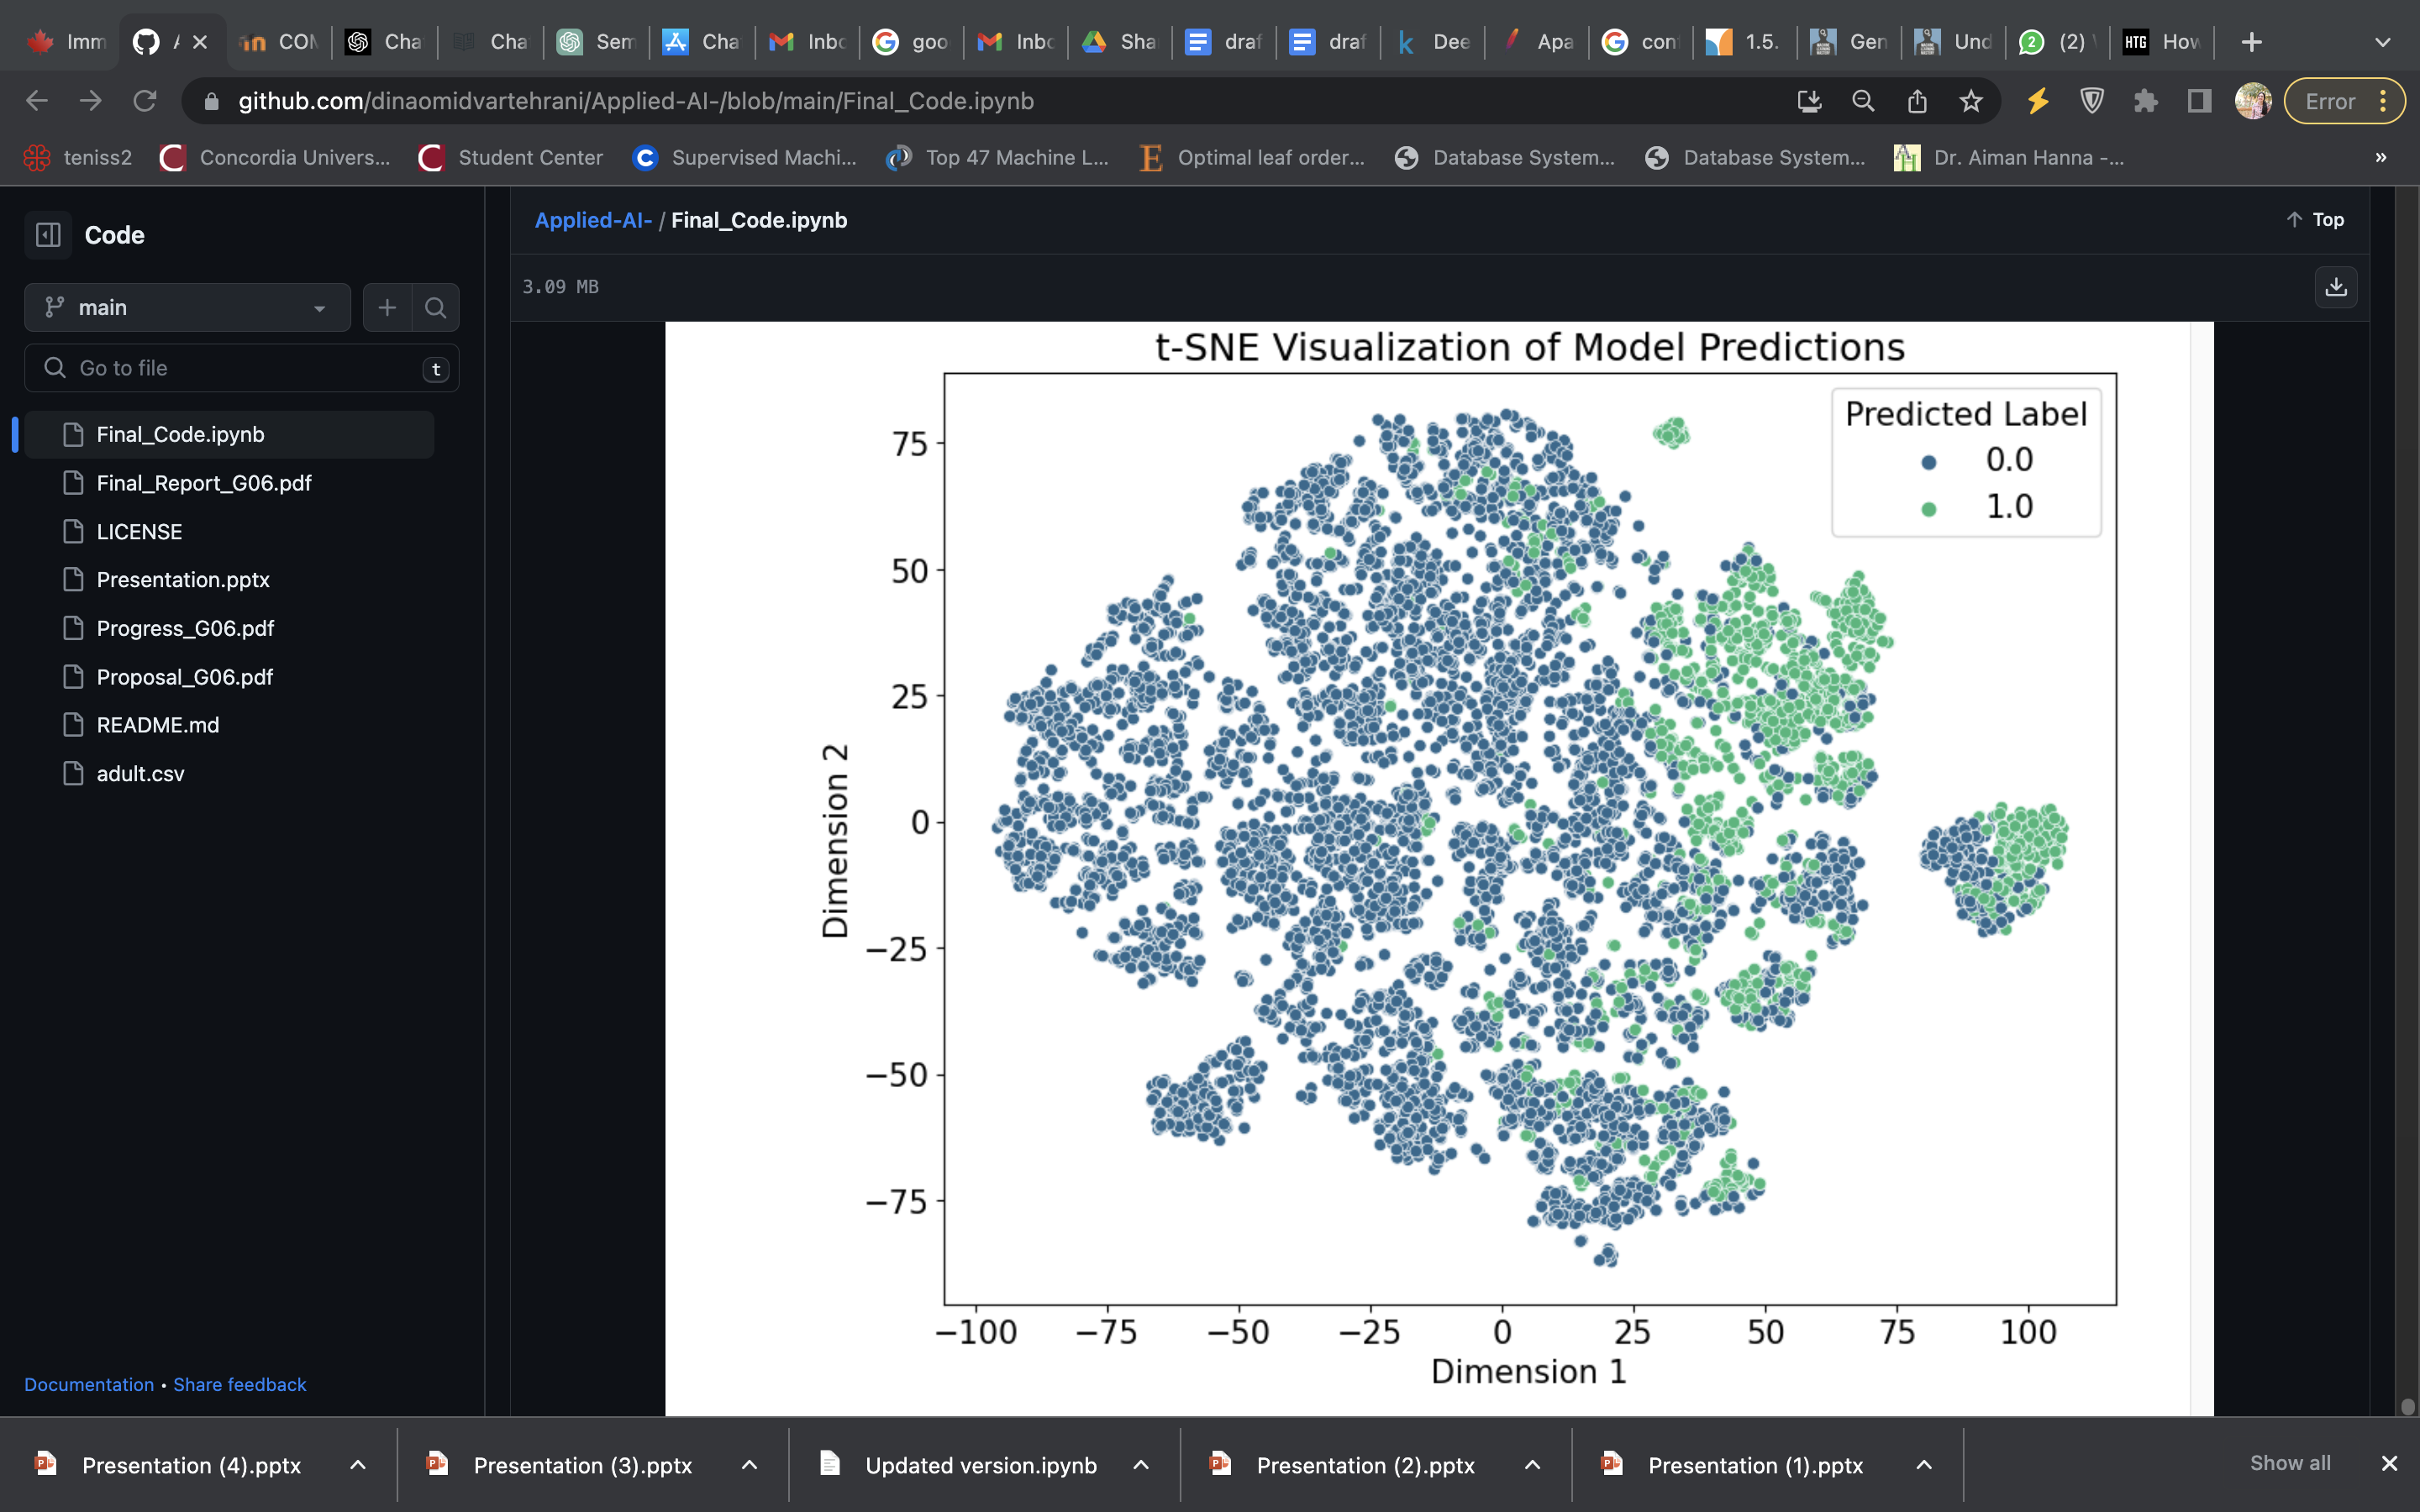 Imm
COM
Cha
Cha
Sem
Cha
Inbc
goo
Inbc
Sha
draf
draf
Dee
Apa
con
1.5.
Gen
Und
(2)
HTG
How
github.com/dinaomidvartehrani/Applied-AI-/blob/main/Final_Code.ipynb
Error
teniss2
Concordia Univers...
Student Center
Supervised Machi...
Top 47 Machine L...
Optimal leaf order...
Database System...
Database System...
Dr. Aiman Hanna -...
»
Code
main
Go to file
t
Final_Code.ipynb
Final_Report_G06.pdf
LICENSE
Presentation.pptx
Progress_G06.pdf
Proposal_G06.pdf
README.md
adult.csv
Documentation • Share feedback
Applied-AI- / Final_Code.ipynb
Top
3.09 MB
t-SNE Visualization of Model Predictions
Predicted Label
0.0
1.0
75
50
25
0
−25
−50
−75
Dimension 2
−100 −75 −50 −25 0 25 50 75 100
Dimension 1
Presentation (4).pptx
Presentation (3).pptx
Updated version.ipynb
Presentation (2).pptx
Presentation (1).pptx
Show all